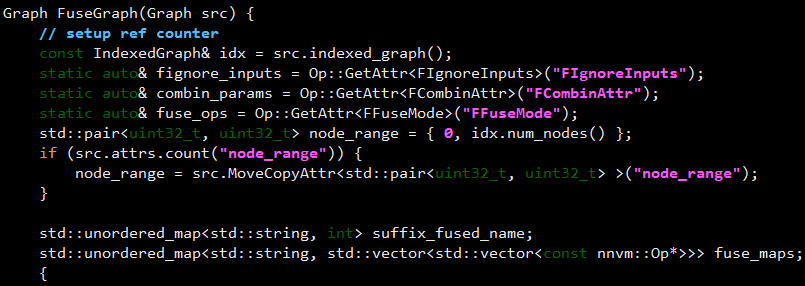 Graph FuseGraph(Graph src) {
    // setup ref counter
    const IndexedGraph& idx = src.indexed_graph();
    static auto& fignore_inputs = Op::GetAttr<FIgnoreInputs>("FIgnoreInputs");
    static auto& combin_params = Op::GetAttr<FCombinAttr>("FCombinAttr");
    static auto& fuse_ops = Op::GetAttr<FFuseMode>("FFuseMode");
    std::pair<uint32_t, uint32_t> node_range = { 0, idx.num_nodes() };
    if (src.attrs.count("node_range")) {
        node_range = src.MoveCopyAttr<std::pair<uint32_t, uint32_t> >("node_range");
    }
    std::unordered_map<std::string, int> suffix_fused_name;
    std::unordered_map<std::string, std::vector<std::vector<const nnvm::Op*>>> fuse_maps;
    {